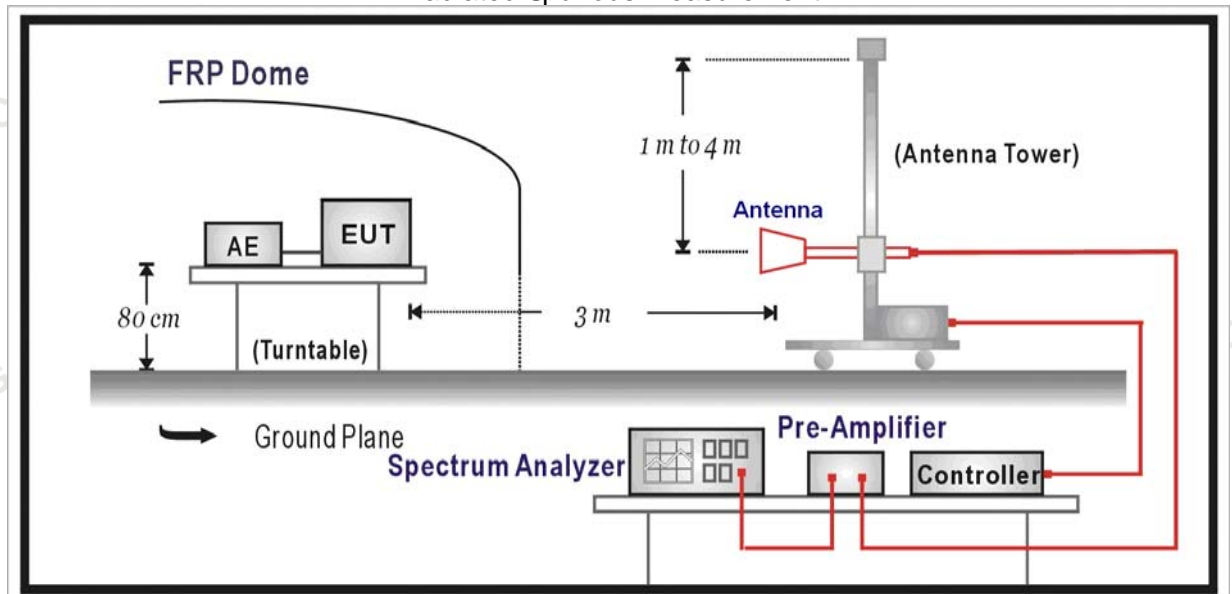 FRP Dome
1 m to 4 m
(Antenna Tower)
Antenna
AE
EUT
80 cm
3 m
(Turntable)
Ground Plane
Pre-Amplifier
Spectrum Analyzer
Controller